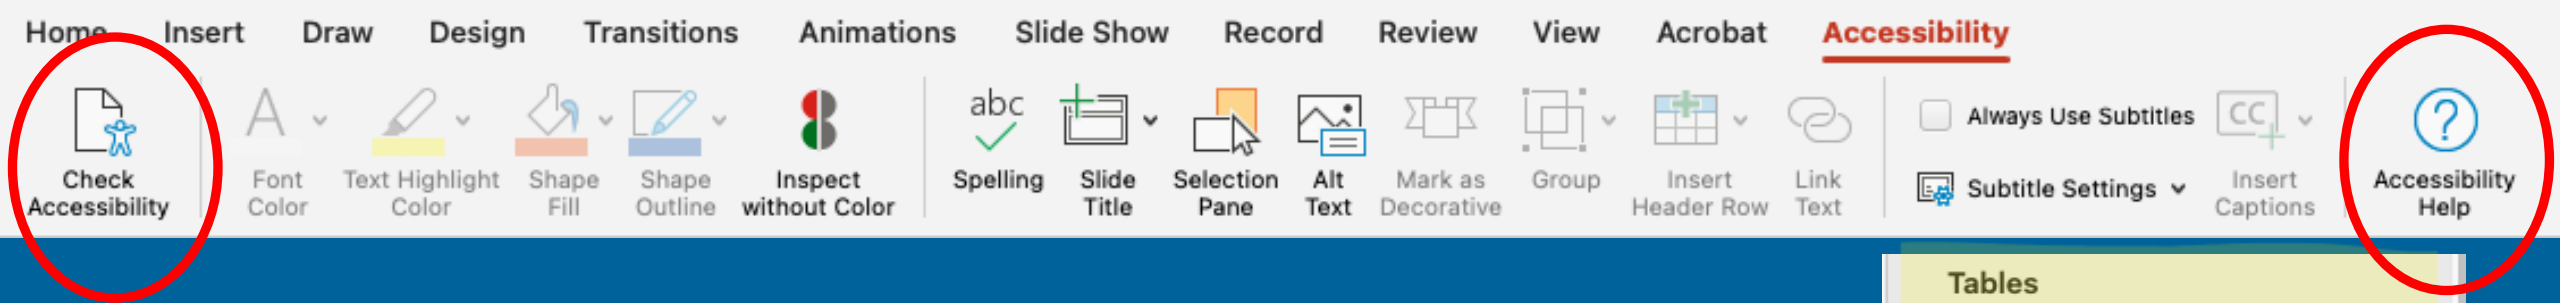 Home Insert Draw Design Transitions Animations Slide Show Record Review View Acrobat Accessibility
Check
Accessibility
A
Font
Color
Text Highlight
Color
Shape
Fill
Shape
Outline
Inspect
without Color
abc
Spelling
Slide
Title
Selection
Pane
Alt
Text
Mark as
Decorative
Group
Insert
Header Row
Link
Text
Always Use Subtitles
Subtitle Settings
CC
Insert
Captions
?
Accessibility
Help
Tables